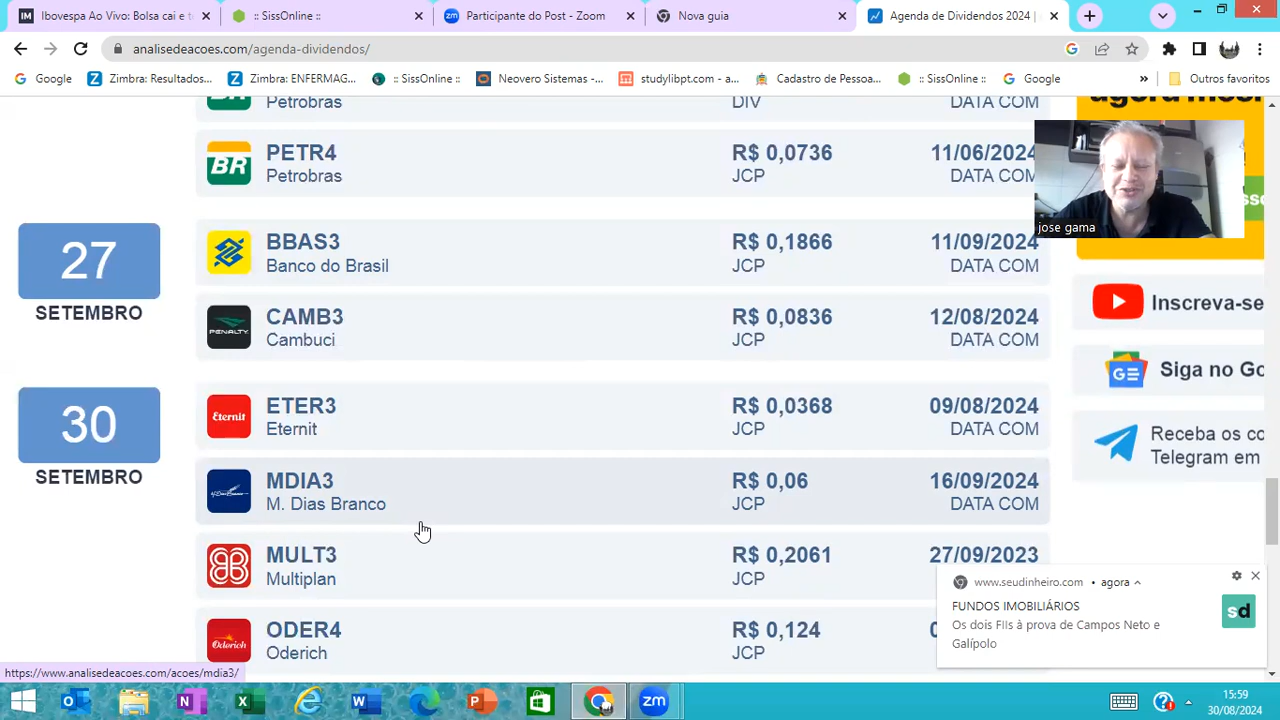 Ibovespa Ao Vivo: Bolsa cai e t
:: SissOnline ::
Participante do Post - Zoom
Nova guia
Agenda de Dividendos 2024 |
analisedeacoes.com/agenda-dividendos/
Google
Zimbra: Resultados...
Zimbra: ENFERMAG...
:: SissOnline ::
Neovero Sistemas -...
studylibpt.com - a...
Cadastro de Pessoa...
:: SissOnline ::
Google
Outros favoritos
Petrobras
DIV
DATA COM
PETR4
R$ 0,0736
11/06/2024
Petrobras
JCP
DATA COM
jose gama
27
SETEMBRO
BBAS3
R$ 0,1866
11/09/2024
Banco do Brasil
JCP
DATA COM
CAMB3
R$ 0,0836
12/08/2024
PENALTY
Cambuci
JCP
DATA COM
30
SETEMBRO
ETER3
R$ 0,0368
09/08/2024
Eternit
Eternit
JCP
DATA COM
MDIA3
R$ 0,06
16/09/2024
M. Dias Branco
JCP
DATA COM
MULT3
R$ 0,2061
27/09/2023
Multiplan
JCP
ODER4
R$ 0,124
Oderich
Oderich
JCP
Inscreva-se
Siga no Go
Receba os co
Telegram em
www.seudinheiro.com • agora
FUNDOS IMOBILIÁRIOS
Os dois FIIs à prova de Campos Neto e
Galípolo
sd
https://www.analisedeacoes.com/acoes/mdia3/
15:59
30/08/2024